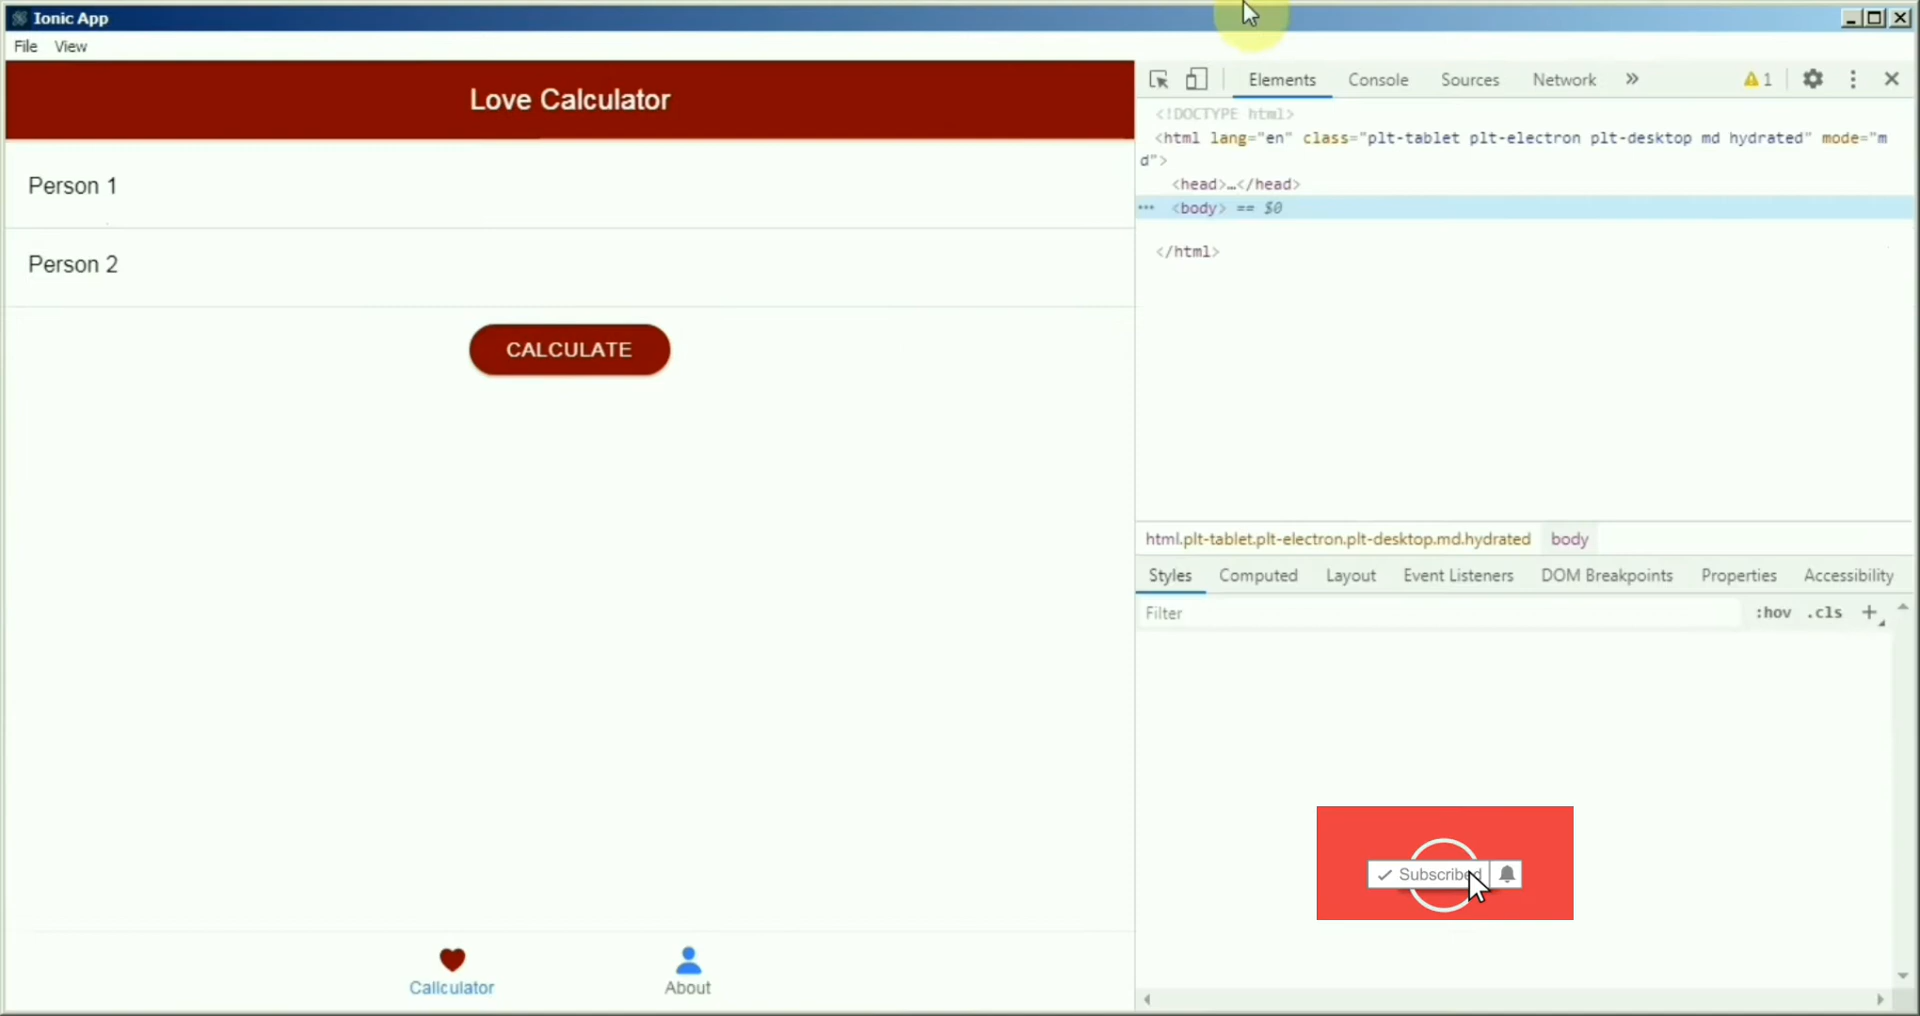 Ionic App
File View
Love Calculator
Person 1
Person 2
CALCULATE
Callculator
About
Elements Console Sources Network » 1
<!DOCTYPE html>
<html lang="en" class="plt-tablet plt-electron plt-desktop md hydrated" mode="m
d">
<head>…</head>
<body> == $0
</html>
html.plt-tablet.plt-electron.plt-desktop.md.hydrated body
Styles Computed Layout Event Listeners DOM Breakpoints Properties Accessibility
Filter :hov .cls +
Subscribed